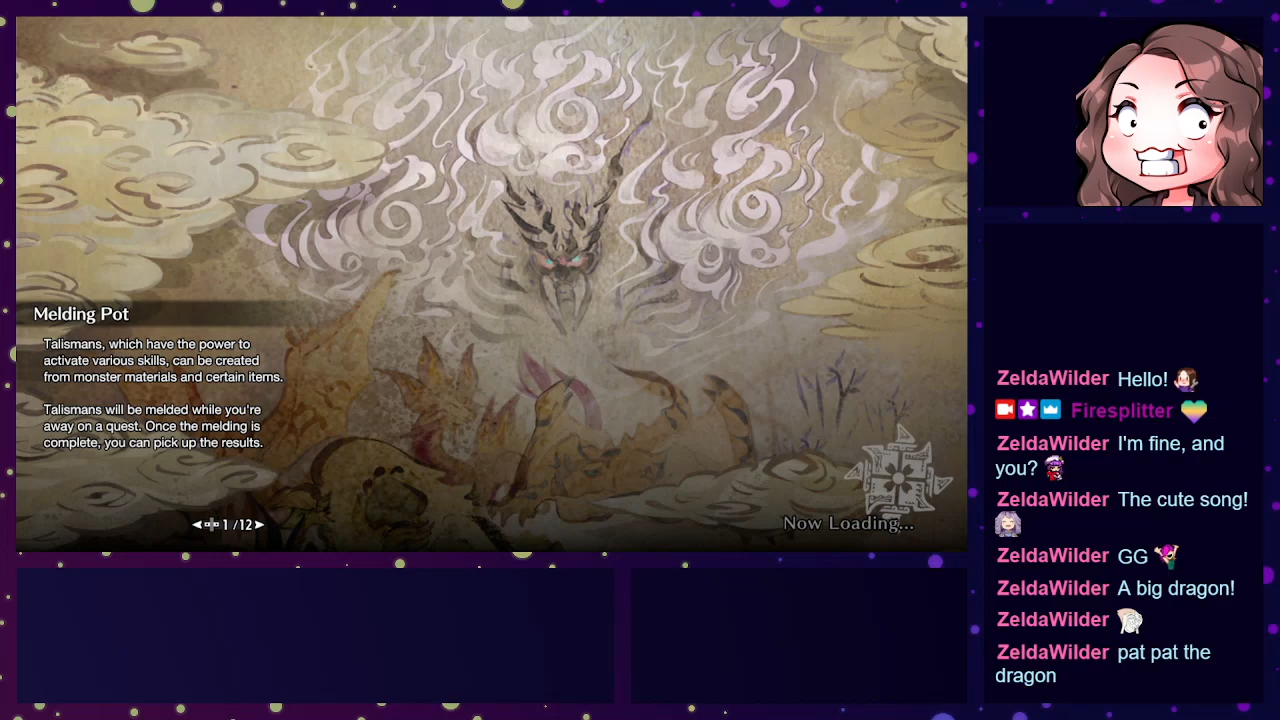 Melding Pot
Talismans, which have the power to
activate various skills, can be created
from monster materials and certain items.
Talismans will be melded while you're
away on a quest. Once the melding is
complete, you can pick up the results.
1 /12
Now Loading...
ZeldaWilder Hello!
Firesplitter
ZeldaWilder I'm fine, and
you?
ZeldaWilder The cute song!
ZeldaWilder GG
ZeldaWilder A big dragon!
ZeldaWilder
ZeldaWilder pat pat the
dragon